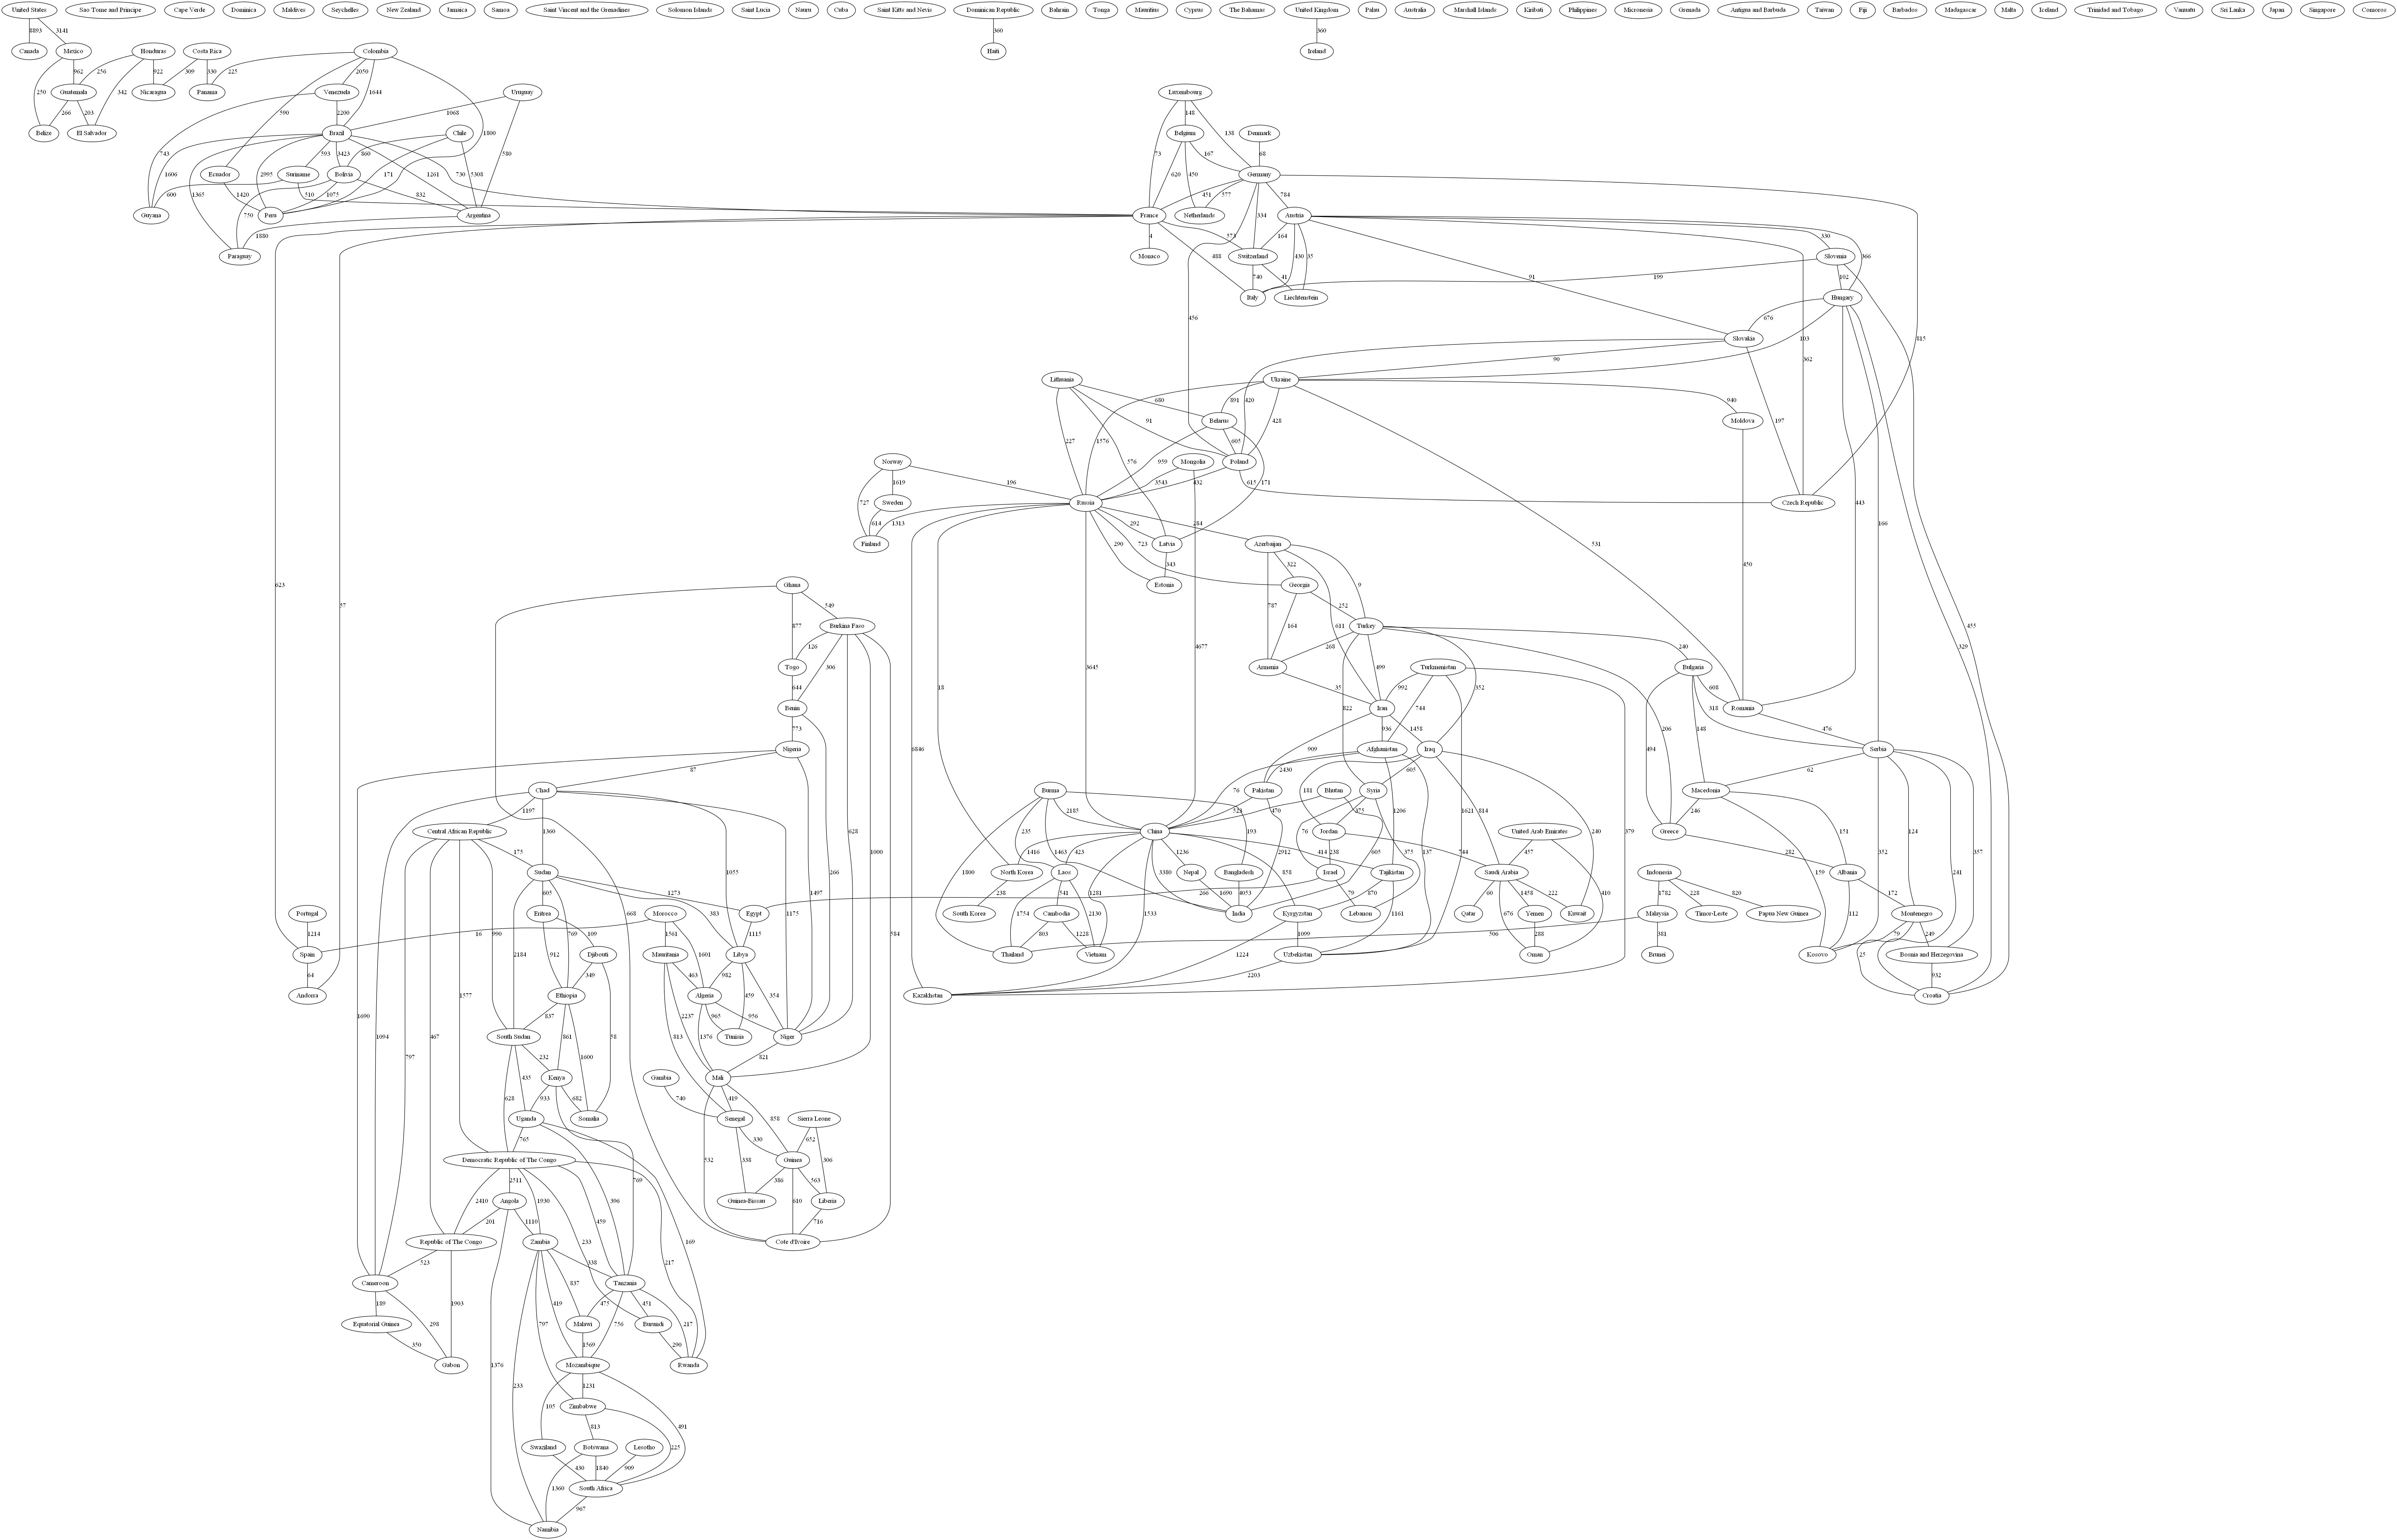 United States
Sao Tome and Principe
Cape Verde
Dominica
Maldives
Seychelles
New Zealand
Jamaica
Samoa
Saint Vincent and the Grenadines
Solomon Islands
Saint Lucia
Nauru
Cuba
Saint Kitts and Nevis
Dominican Republic
Bahrain
Tonga
Mauritius
Cyprus
The Bahamas
United Kingdom
Palau
Australia
Marshall Islands
Kiribati
Philippines
Micronesia
Grenada
Antigua and Barbuda
Taiwan
Fiji
Barbados
Madagascar
Malta
Iceland
Trinidad and Tobago
Vanuatu
Sri Lanka
Japan
Singapore
Comoros
8893
3141
360
360
Canada
Mexico
Honduras
Costa Rica
Colombia
Haiti
Ireland
962
256
922
309
330
225
2050
250
342
590
1644
1800
Guatemala
Nicaragua
Panama
Venezuela
Uruguay
Luxembourg
266
203
2200
1068
148
743
580
73
138
Belize
El Salvador
Brazil
Chile
Belgium
Denmark
593
3423
860
167
68
1606
1365
2995
171
1261
5308
730
620
450
Ecuador
Suriname
Bolivia
Germany
600
1420
510
1075
832
750
451
577
334
784
Guyana
Peru
Argentina
France
Netherlands
Austria
1880
4
573
164
330
623
57
488
430
35
91
362
366
815
456
Paraguay
Monaco
Switzerland
Slovenia
740
41
199
102
455
Italy
Liechtenstein
Hungary
676
103
443
166
329
Slovakia
90
420
197
Lithuania
Ukraine
680
891
940
227
91
576
1576
428
531
Belarus
Moldova
959
605
171
450
Norway
Mongolia
Poland
196
1619
3543
432
615
727
4677
Sweden
Russia
Czech Republic
614
1313
292
284
18
6846
3645
290
723
Finland
Latvia
Azerbaijan
343
322
787
611
9
Ghana
Estonia
Georgia
549
877
164
252
668
Burkina Faso
Turkey
126
306
628
1000
584
268
499
822
352
206
240
Togo
Armenia
Turkmenistan
Bulgaria
644
35
992
744
1621
379
494
148
318
608
Benin
Iran
Romania
773
266
909
936
1458
476
Nigeria
Afghanistan
Iraq
Serbia
87
1497
1690
76
2430
1206
137
181
605
814
240
62
352
124
241
357
Chad
Burma
Pakistan
Bhutan
Syria
Macedonia
1197
1360
1055
1175
1094
2185
235
1463
193
1800
523
2912
470
605
76
375
375
246
151
159
Central African Republic
China
Jordan
United Arab Emirates
Greece
175
990
797
467
1577
1416
423
1281
1533
1236
3380
858
414
238
744
457
410
282
Sudan
North Korea
Laos
Nepal
Bangladesh
Tajikistan
Israel
Saudi Arabia
Indonesia
Albania
605
769
2184
1273
383
238
541
1754
2130
1690
4053
870
1161
266
79
60
676
1458
222
1782
228
820
112
172
Portugal
Eritrea
Morocco
Egypt
South Korea
Cambodia
India
Kyrgyzstan
Lebanon
Qatar
Yemen
Kuwait
Malaysia
Timor-Leste
Papua New Guinea
Montenegro
1214
16
912
109
1561
1601
1115
803
1228
1224
1099
288
506
381
79
25
249
Spain
Djibouti
Mauritania
Libya
Thailand
Vietnam
Uzbekistan
Oman
Brunei
Kosovo
Bosnia and Herzegovina
64
349
58
463
2237
813
982
459
354
2203
932
Andorra
Ethiopia
Algeria
Kazakhstan
Croatia
837
861
1600
1376
965
956
South Sudan
Tunisia
Niger
628
435
232
821
Kenya
Gambia
Mali
933
682
769
740
419
858
532
Uganda
Somalia
Senegal
Sierra Leone
765
396
169
338
330
652
306
Democratic Republic of The Congo
Guinea
2410
2511
1930
459
233
217
386
610
563
Angola
Guinea-Bissau
Liberia
201
1110
1376
716
Republic of The Congo
Zambia
Cote d'Ivoire
523
1903
233
797
419
837
338
Cameroon
Tanzania
189
298
475
756
451
217
Equatorial Guinea
Malawi
Burundi
350
1569
290
Gabon
Mozambique
Rwanda
105
1231
491
Zimbabwe
813
225
Swaziland
Botswana
Lesotho
430
1360
1840
909
South Africa
967
Namibia